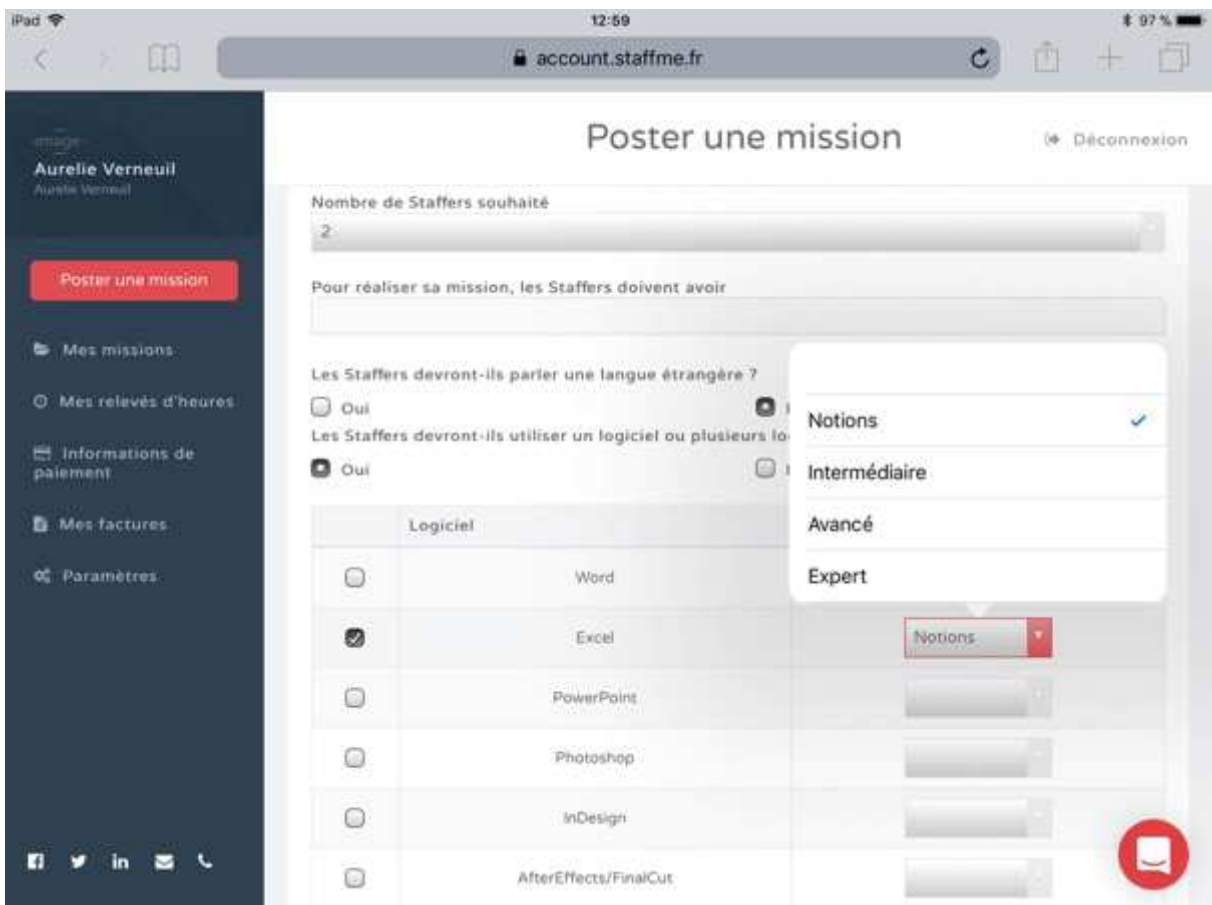 iPad 12:59 97 %
account.staffme.fr
image
Aurelie Verneuil
Aurelie Verneuil
Poster une mission
Mes missions
Mes relevés d'heures
Informations de
paiement
Mes factures
Paramètres
Poster une mission
Déconnexion
Nombre de Staffers souhaité
2
Pour réaliser sa mission, les Staffers doivent avoir
Les Staffers devront-ils parler une langue étrangère ?
Oui
Les Staffers devront-ils utiliser un logiciel ou plusieurs
Oui
Notions
Intermédiaire
Avancé
Expert
Logiciel
Word
Excel Notions
PowerPoint
Photoshop
InDesign
AfterEffects/FinalCut